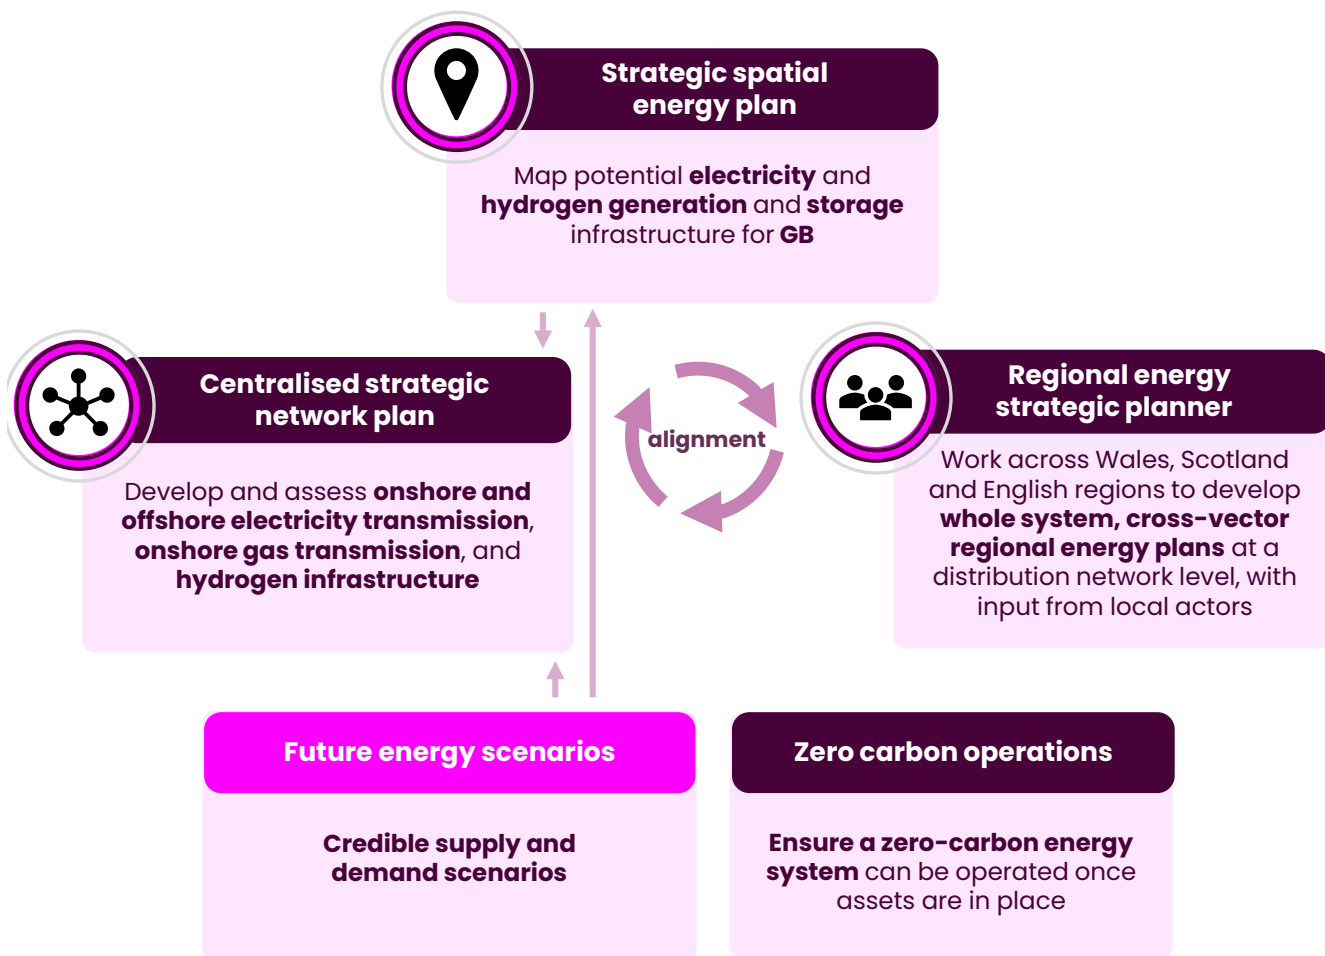 Strategic spatial
energy plan
Map potential electricity and
hydrogen generation and storage
infrastructure for GB
Centralised strategic
network plan
Develop and assess onshore and
offshore electricity transmission,
onshore gas transmission, and
hydrogen infrastructure
alignment
Regional energy
strategic planner
Work across Wales, Scotland
and English regions to develop
whole system, cross-vector
regional energy plans at a
distribution network level, with
input from local actors
Future energy scenarios
Credible supply and
demand scenarios
Zero carbon operations
Ensure a zero-carbon energy
system can be operated once
assets are in place